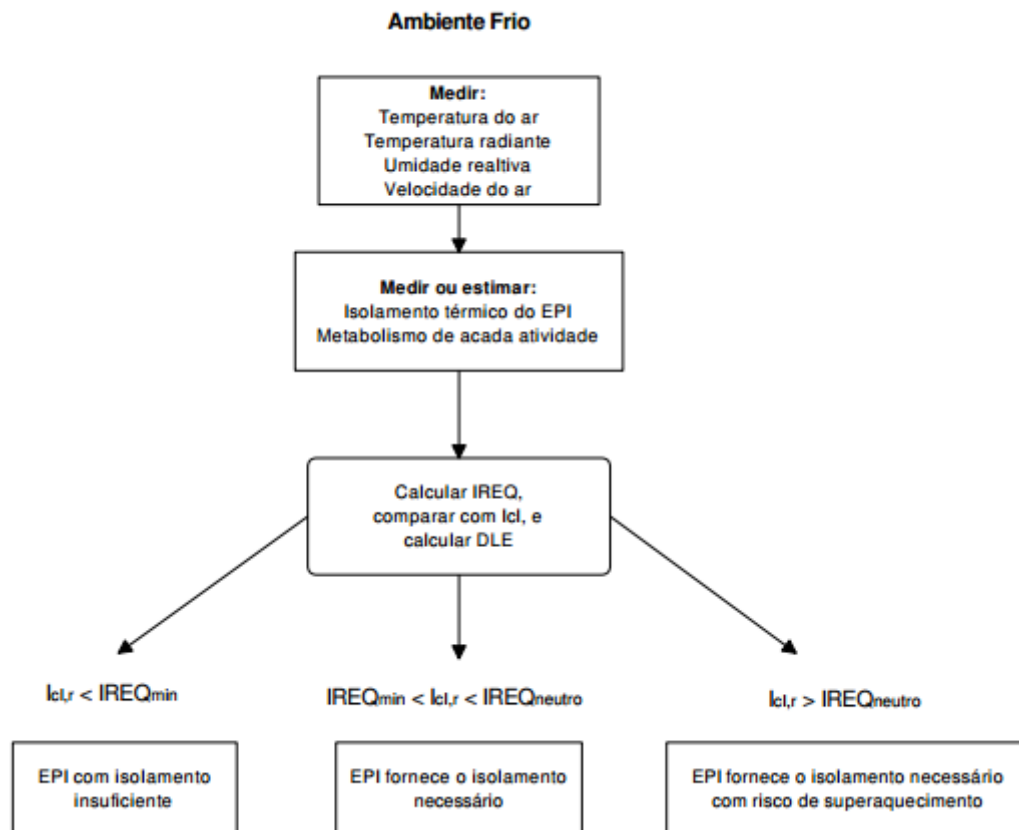 Ambiente Frio
Medir:
Temperatura do ar
Temperatura radiante
Umidade realtiva
Velocidade do ar
Medir ou estimar:
Isolamento térmico do EPI
Metabolismo de acada atividade
Calcular IREQ,
comparar com Icl, e
calcular DLE
Icl,r < IREQmin
IREQmin < Icl,r < IREQneutro
Icl,r > IREQneutro
EPI com isolamento
insuficiente
EPI fornece o isolamento
necessário
EPI fornece o isolamento necessário
com risco de superaquecimento